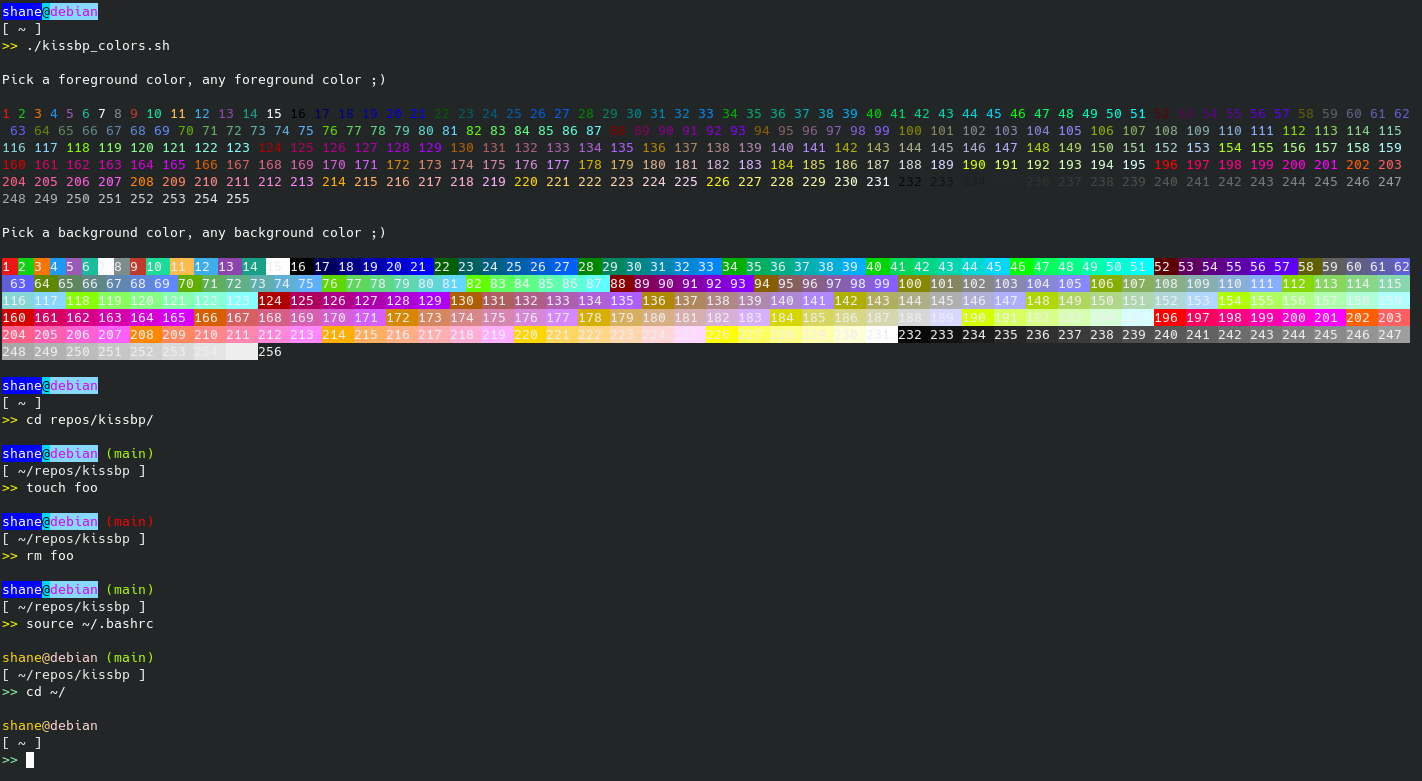 shane@debian
[ ~ ]
>> ./kissbp_colors.sh
Pick a foreground color, any foreground color ;)
1 2 3 4 5 6 7 8 9 10 11 12 13 14 15 16 17 18 19 20 21 22 23 24 25 26 27 28 29 30 31 32 33 34 35 36 37 38 39 40 41 42 43 44 45 46 47 48 49 50 51 52 53 54 55 56 57 58 59 60 61 62
63 64 65 66 67 68 69 70 71 72 73 74 75 76 77 78 79 80 81 82 83 84 85 86 87 88 89 90 91 92 93 94 95 96 97 98 99 100 101 102 103 104 105 106 107 108 109 110 111 112 113 114 115
116 117 118 119 120 121 122 123 124 125 126 127 128 129 130 131 132 133 134 135 136 137 138 139 140 141 142 143 144 145 146 147 148 149 150 151 152 153 154 155 156 157 158 159
160 161 162 163 164 165 166 167 168 169 170 171 172 173 174 175 176 177 178 179 180 181 182 183 184 185 186 187 188 189 190 191 192 193 194 195 196 197 198 199 200 201 202 203
204 205 206 207 208 209 210 211 212 213 214 215 216 217 218 219 220 221 222 223 224 225 226 227 228 229 230 231 232 233 234 236 237 238 239 240 241 242 243 244 245 246 247
248 249 250 251 252 253 254 255
Pick a background color, any background color ;)
1 2 3 4 5 6 8 9 10 11 12 13 14 15 16 17 18 19 20 21 22 23 24 25 26 27 28 29 30 31 32 33 34 35 36 37 38 39 40 41 42 43 44 45 46 47 48 49 50 51 52 53 54 55 56 57 58 59 60 61 62
63 64 65 66 67 68 69 70 71 72 73 74 75 76 77 78 79 80 81 82 83 84 85 86 87 88 89 90 91 92 93 94 95 96 97 98 99 100 101 102 103 104 105 106 107 108 109 110 111 112 113 114 115
116 117 118 119 120 121 122 123 124 125 126 127 128 129 130 131 132 133 134 135 136 137 138 139 140 141 142 143 144 145 146 147 148 149 150 151 152 153 154 155 156 157 158 159
160 161 162 163 164 165 166 167 168 169 170 171 172 173 174 175 176 177 178 179 180 181 182 183 184 185 186 187 188 189 190 191 192 193 194 196 197 198 199 200 201 202 203
204 205 206 207 208 209 210 211 212 213 214 215 216 217 218 219 220 221 222 223 224 226 227 228 229 230 231 232 233 234 235 236 237 238 239 240 241 242 243 244 245 246 247
248 249 250 251 252 253 254 256
shane@debian
[ ~ ]
>> cd repos/kissbp/
shane@debian (main)
[ ~/repos/kissbp ]
>> touch foo
shane@debian (main)
[ ~/repos/kissbp ]
>> rm foo
shane@debian (main)
[ ~/repos/kissbp ]
>> source ~/.bashrc
shane@debian (main)
[ ~/repos/kissbp ]
>> cd ~/
shane@debian
[ ~ ]
>>